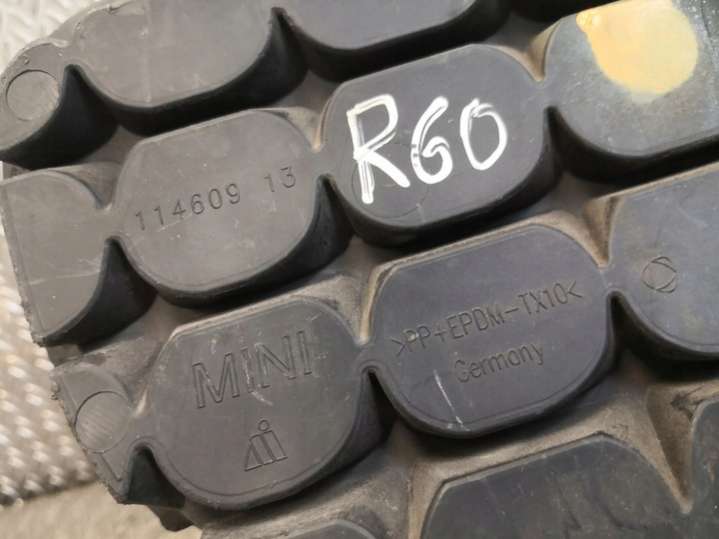 R60
114609 13
>PP+EPDM-TX10<
Germany
MINI